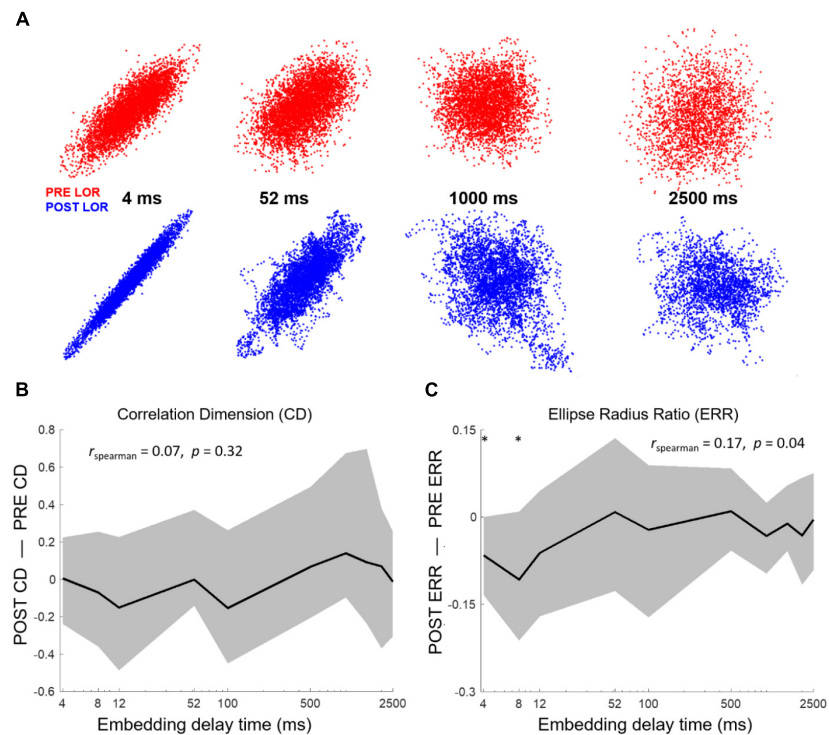 A
PRE LOR
POST LOR
4 ms 52 ms 1000 ms 2500 ms
B
Correlation Dimension (CD)
r spearman = 0.07, p = 0.32
POST CD — PRE CD
0.8
0.6
0.4
0.2
0
-0.2
-0.4
-0.6
4 8 12 52 100 500 2500
Embedding delay time (ms)
C
Ellipse Radius Ratio (ERR)
* *
r spearman = 0.17, p = 0.04
POST ERR — PRE ERR
0.15
0
-0.15
-0.3
4 8 12 52 100 500 2500
Embedding delay time (ms)